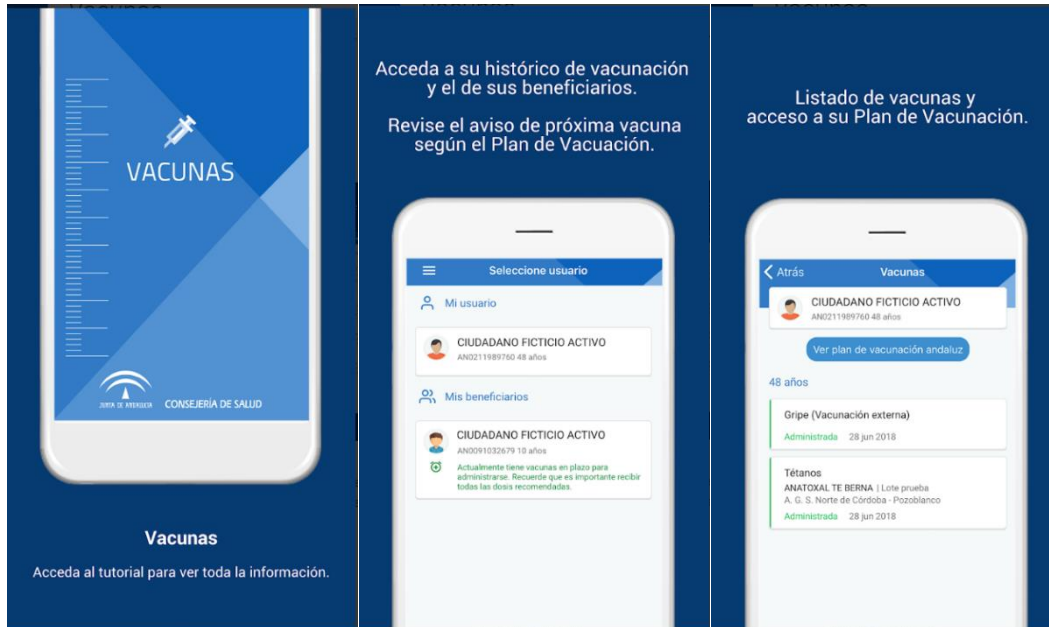 VACUNAS
JUNTA DE ANDALUCIA
CONSEJERÍA DE SALUD
Vacunas
Acceda al tutorial para ver toda la información.
Acceda a su histórico de vacunación
y el de sus beneficiarios.
Revise el aviso de próxima vacuna
según el Plan de Vacuación.
Seleccione usuario
Mi usuario
CIUDADANO FICTICIO ACTIVO
AN0211989760 48 años
Mis beneficiarios
CIUDADANO FICTICIO ACTIVO
AN0091032679 10 años
Actualmente tiene vacunas en plazo para
administrarse. Recuerde que es importante recibir
todas las dosis recomendadas.
Listado de vacunas y
acceso a su Plan de Vacunación.
Atrás
Vacunas
CIUDADANO FICTICIO ACTIVO
AN0211989760 48 años
Ver plan de vacunación andaluz
48 años
Gripe (Vacunación externa)
Administrada 28 jun 2018
Tétanos
ANATOXAL TE BERNA | Lote prueba
A. G. S. Norte de Córdoba - Pozoblanco
Administrada 28 jun 2018